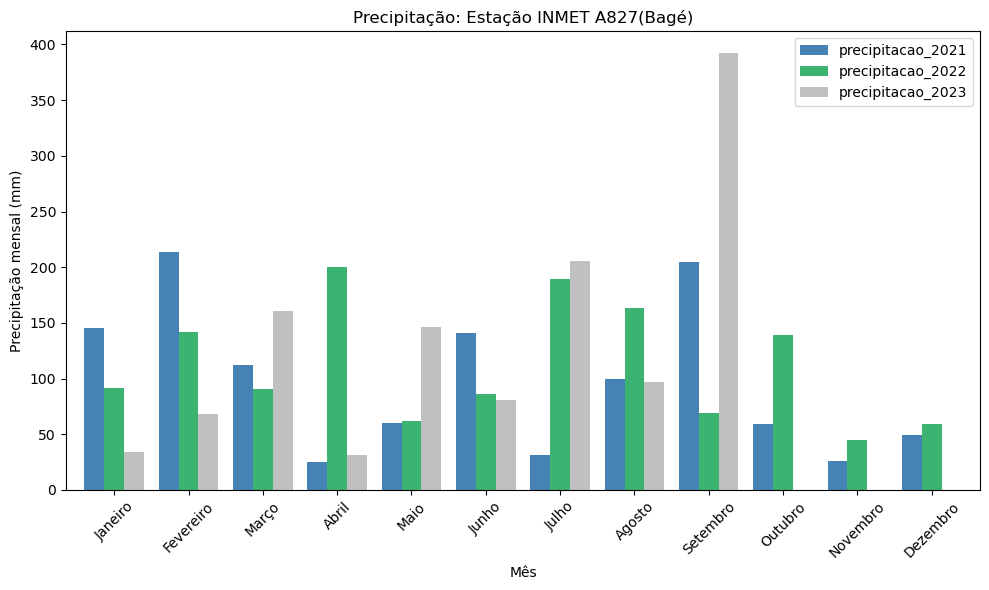 Precipitação: Estação INMET A827(Bagé)
precipitacao_2021
precipitacao_2022
precipitacao_2023
Precipitação mensal (mm)
400
350
300
250
200
150
100
50
0
Janeiro
Fevereiro
Março
Abril
Maio
Junho
Julho
Agosto
Setembro
Outubro
Novembro
Dezembro
Mês